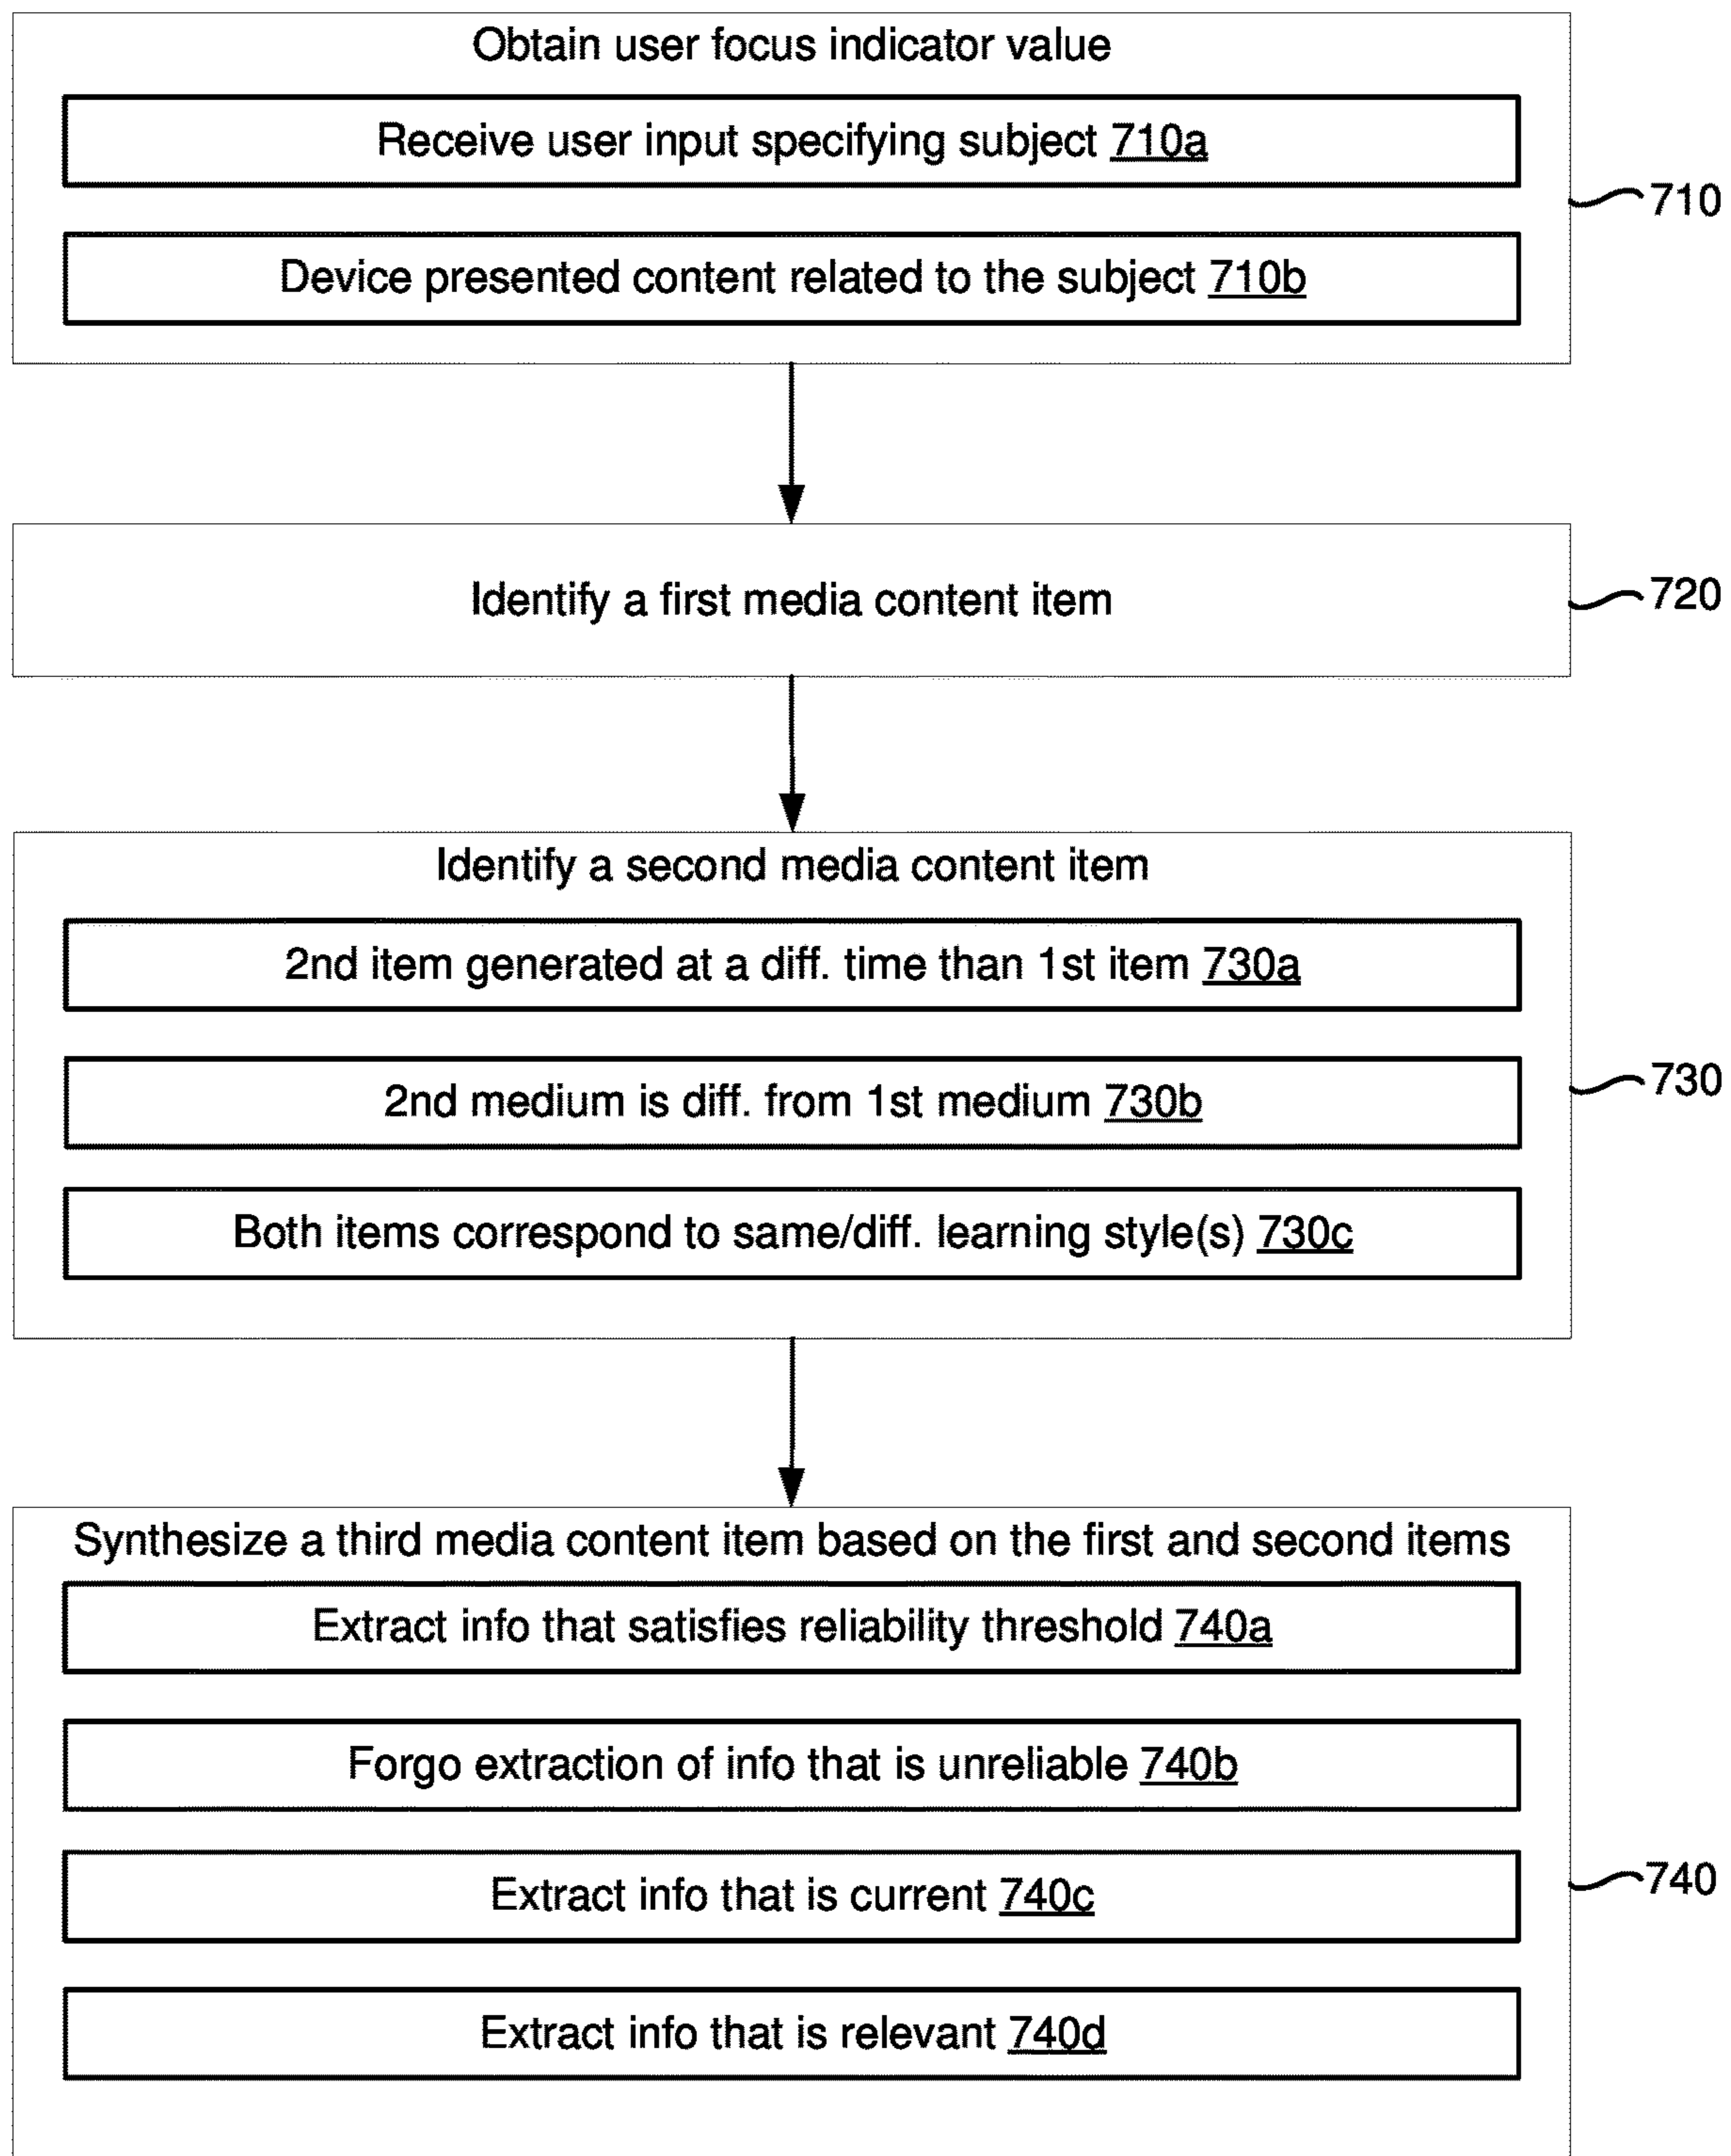 Obtain user focus indicator value
Receive user input specifying subject 710a
Device presented content related to the subject 710b
710
Identify a first media content item
720
Identify a second media content item
2nd item generated at a diff. time than 1st item 730a
2nd medium is diff. from 1st medium 730b
730
Both items correspond to same/diff. learning style(s) 730c
Synthesize a third media content item based on the first and second items
Extract info that satisfies reliability threshold 740a
Forgo extraction of info that is unreliable 740b
Extract info that is current 740c
740
Extract info that is relevant 740d